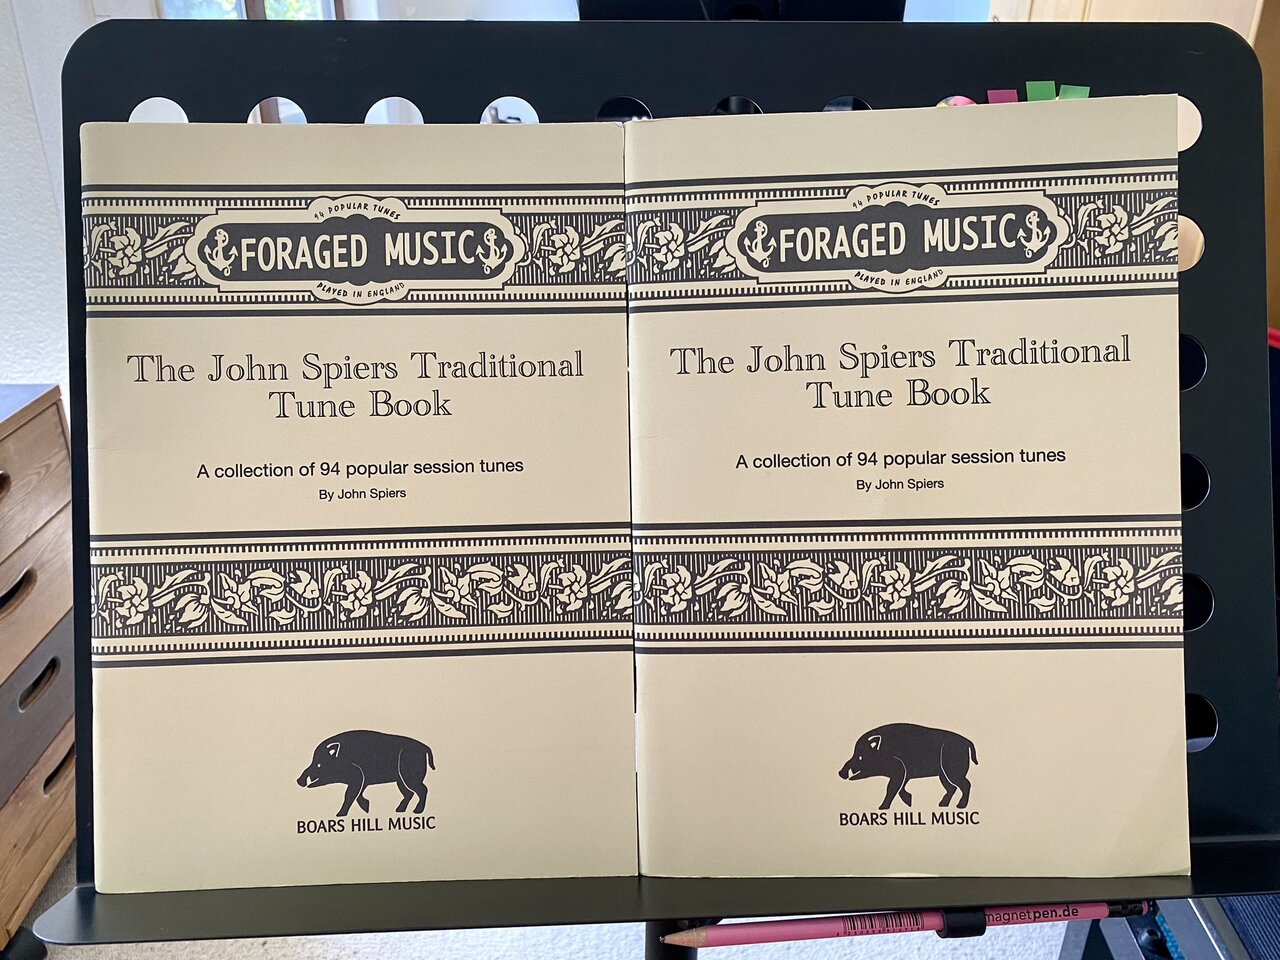 94 POPULAR TUNES
FORAGED MUSIC
PLAYED IN ENGLAND
The John Spiers Traditional
Tune Book
A collection of 94 popular session tunes
By John Spiers
BOARS HILL MUSIC
94 POPULAR TUNES
FORAGED MUSIC
PLAYED IN ENGLAND
The John Spiers Traditional
Tune Book
A collection of 94 popular session tunes
By John Spiers
BOARS HILL MUSIC
magnetpen.de